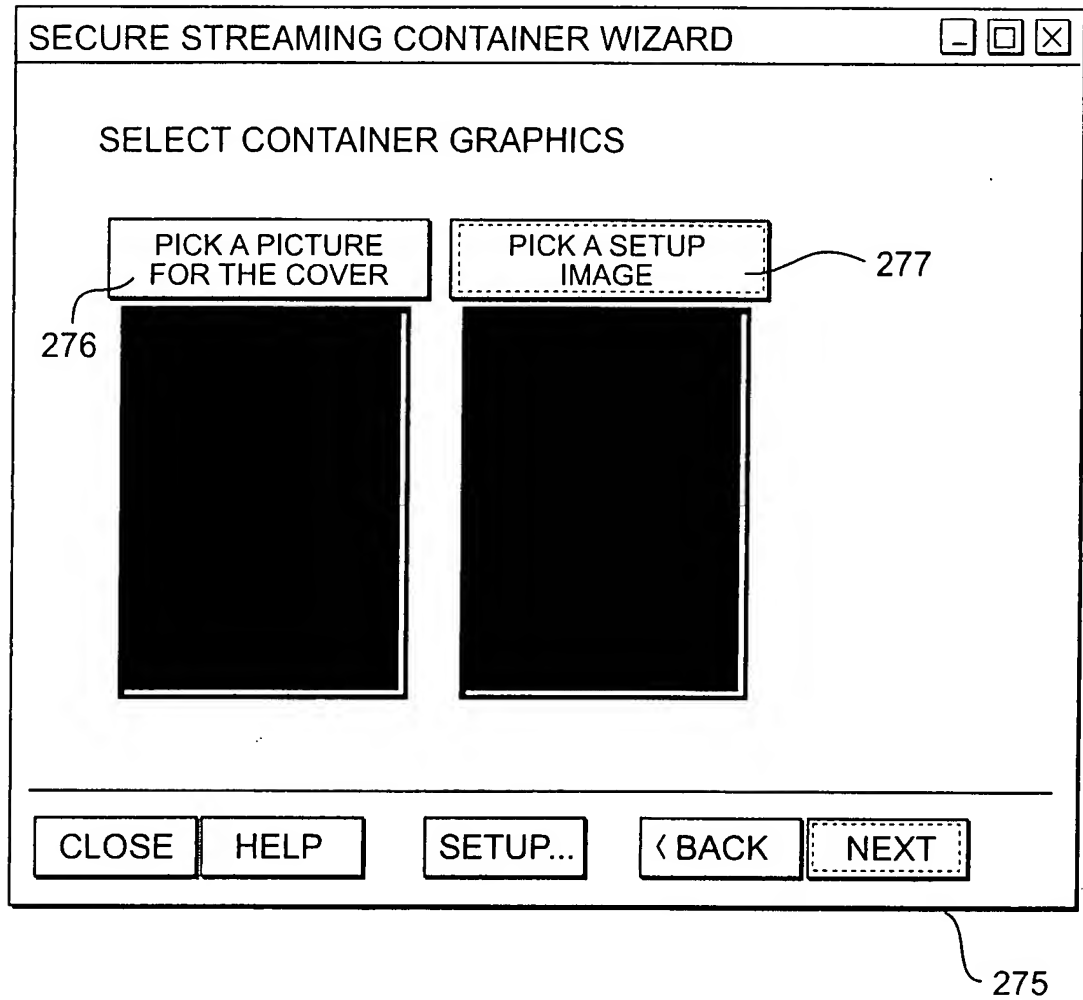 SECURE STREAMING CONTAINER WIZARD
SELECT CONTAINER GRAPHICS
PICK A PICTURE
FOR THE COVER
PICK A SETUP
IMAGE
277
276
CLOSE HELP SETUP... < BACK NEXT
275